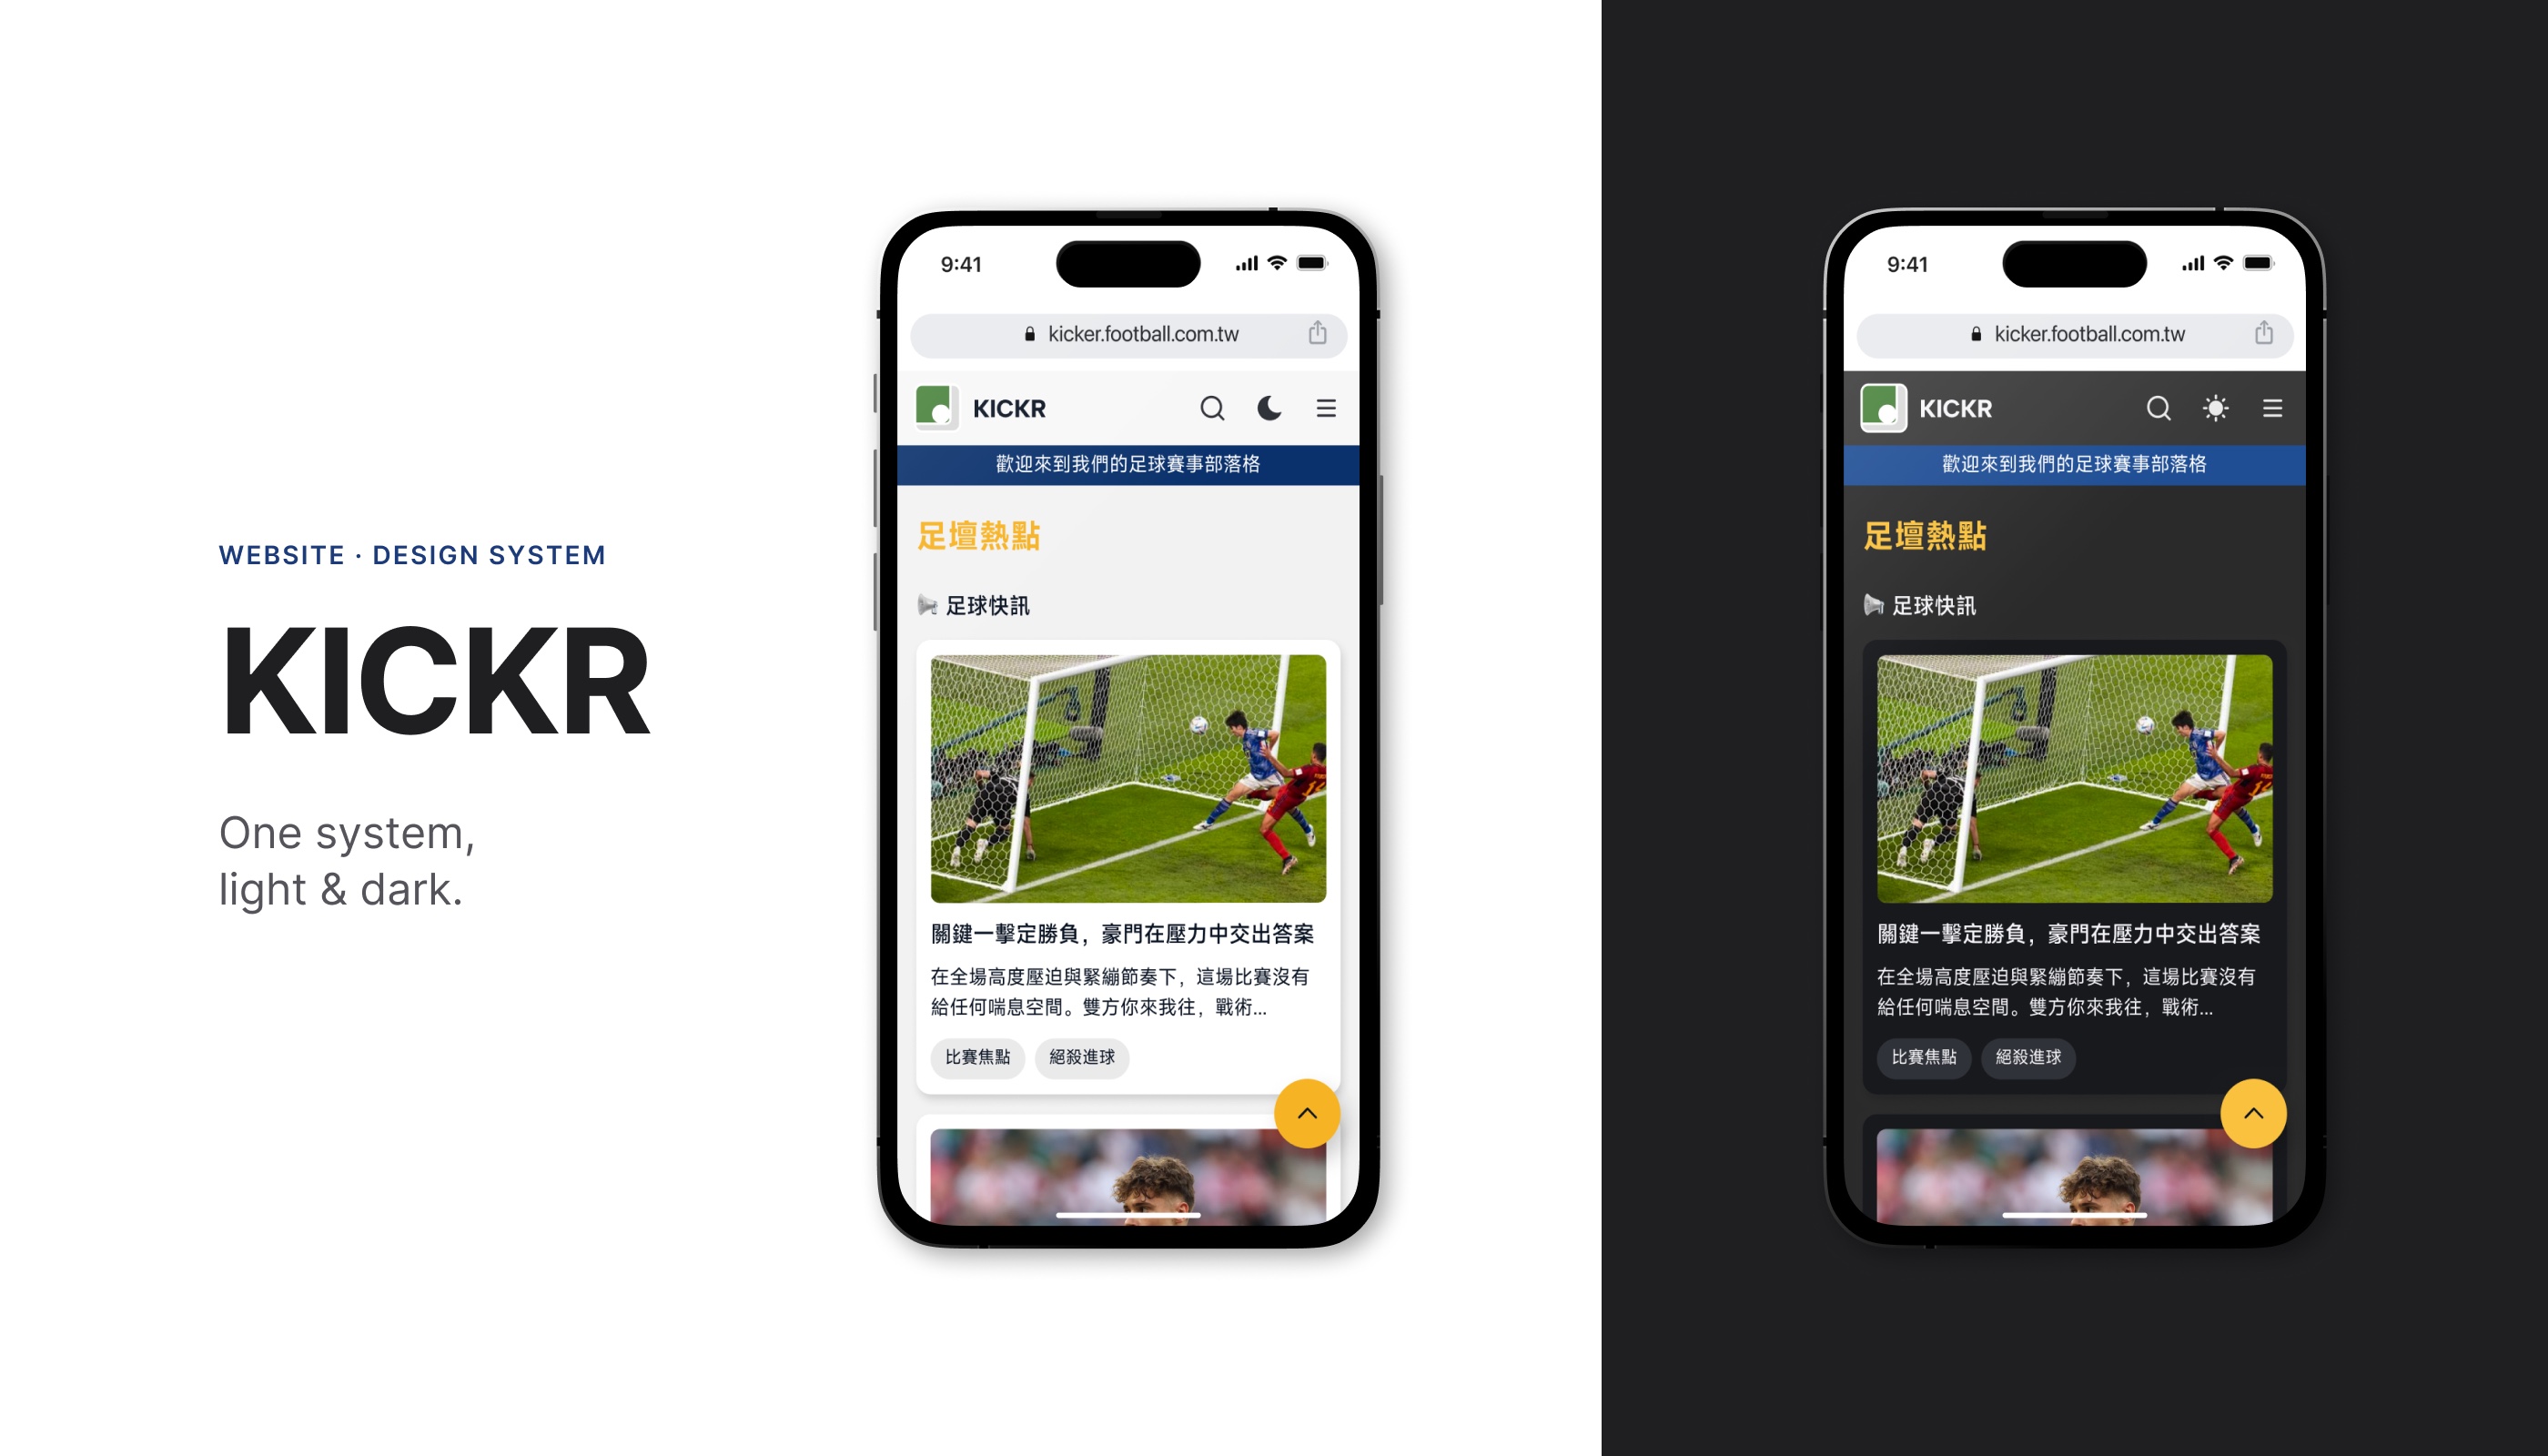 WEBSITE · DESIGN SYSTEM
KICKR
One system,
light & dark.
9:41
kicker.football.com.tw
KICKR
歡迎來到我們的足球賽事部落格
足壇熱點
足球快訊
關鍵一擊定勝負，豪門在壓力中交出答案
在全場高度壓迫與緊繃節奏下，這場比賽沒有
給任何喘息空間。雙方你來我往，戰術...
比賽焦點 絕殺進球
9:41
kicker.football.com.tw
KICKR
歡迎來到我們的足球賽事部落格
足壇熱點
足球快訊
關鍵一擊定勝負，豪門在壓力中交出答案
在全場高度壓迫與緊繃節奏下，這場比賽沒有
給任何喘息空間。雙方你來我往，戰術...
比賽焦點 絕殺進球